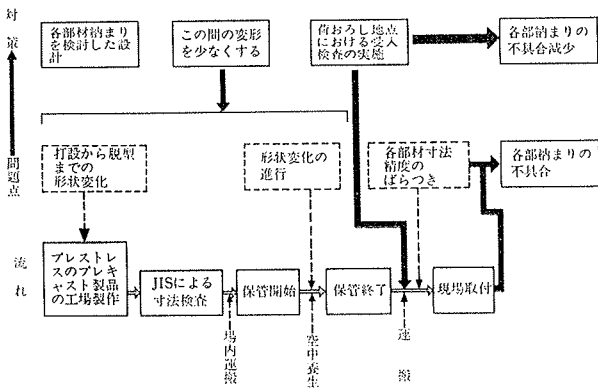 対策
各部材納まり
を検討した設
計
この間の変形
を少なくする
荷おろし地点
における受入
検査の実施
各部納まりの
不具合減少
問題点
打設から脱型
までの
形状変化
形状変化の
進行
各部材寸法
精度の
ばらつき
各部納まりの
不具合
流れ
プレストレ
スのプレキ
ャスト製品
の工場製作
JISによる
寸法検査
保管開始
保管終了
現場取付
場内運搬
空中養生
運搬